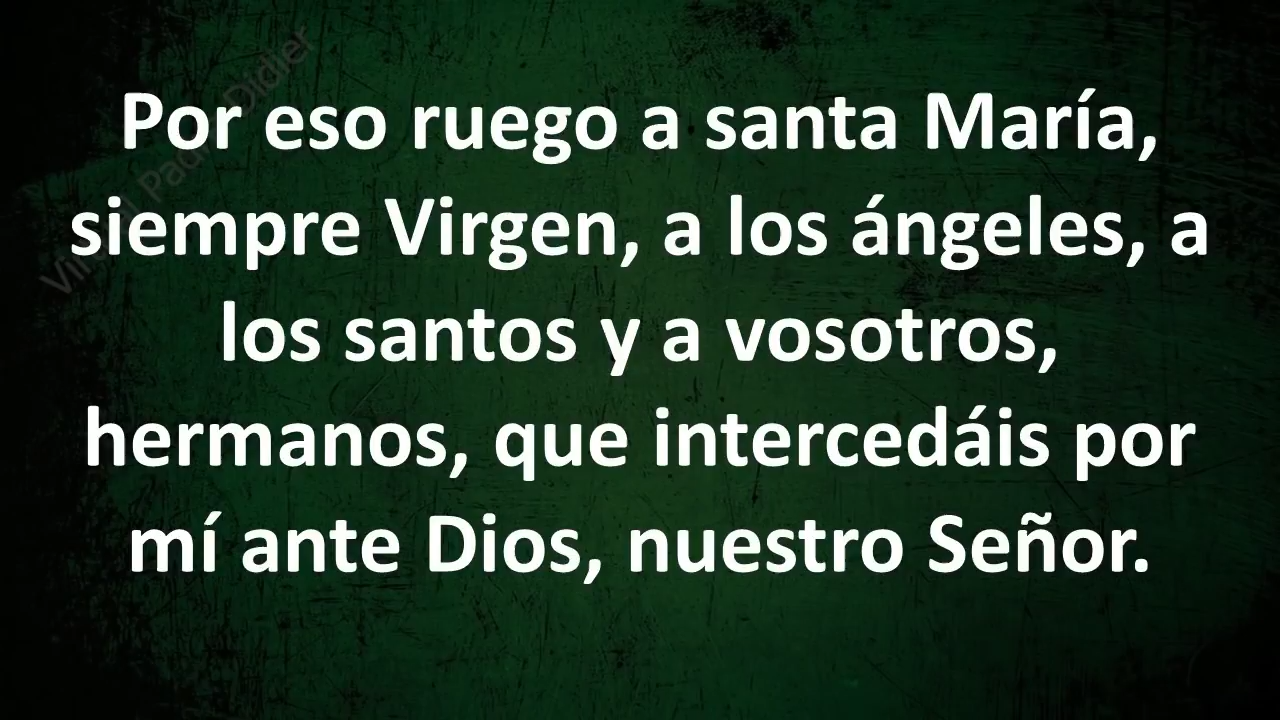 Por eso ruego a santa María,
siempre Virgen, a los ángeles, a
los santos y a vosotros,
hermanos, que intercedáis por
mí ante Dios, nuestro Señor.
Didier